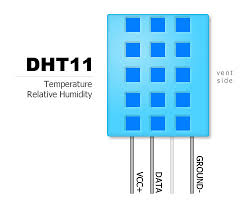 DHT11
Temperature
Relative Humidity
vent
side
VCC+
DATA
GROUND-